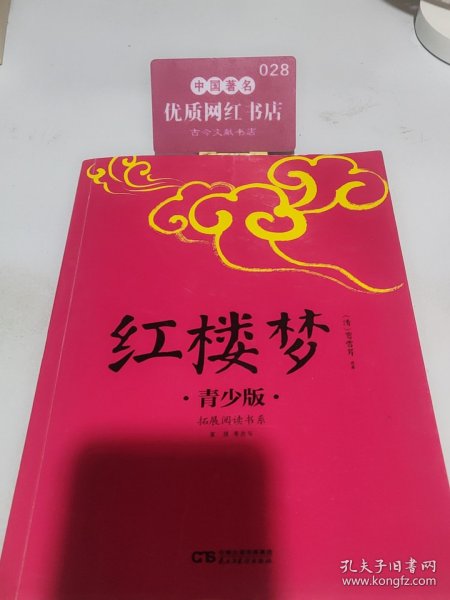 028
中国著名
优质网红书店
古今文献书店
红楼梦
（清）曹雪芹
·青少版·
拓展阅读书系
孔夫子旧书网
www.kongfz.com